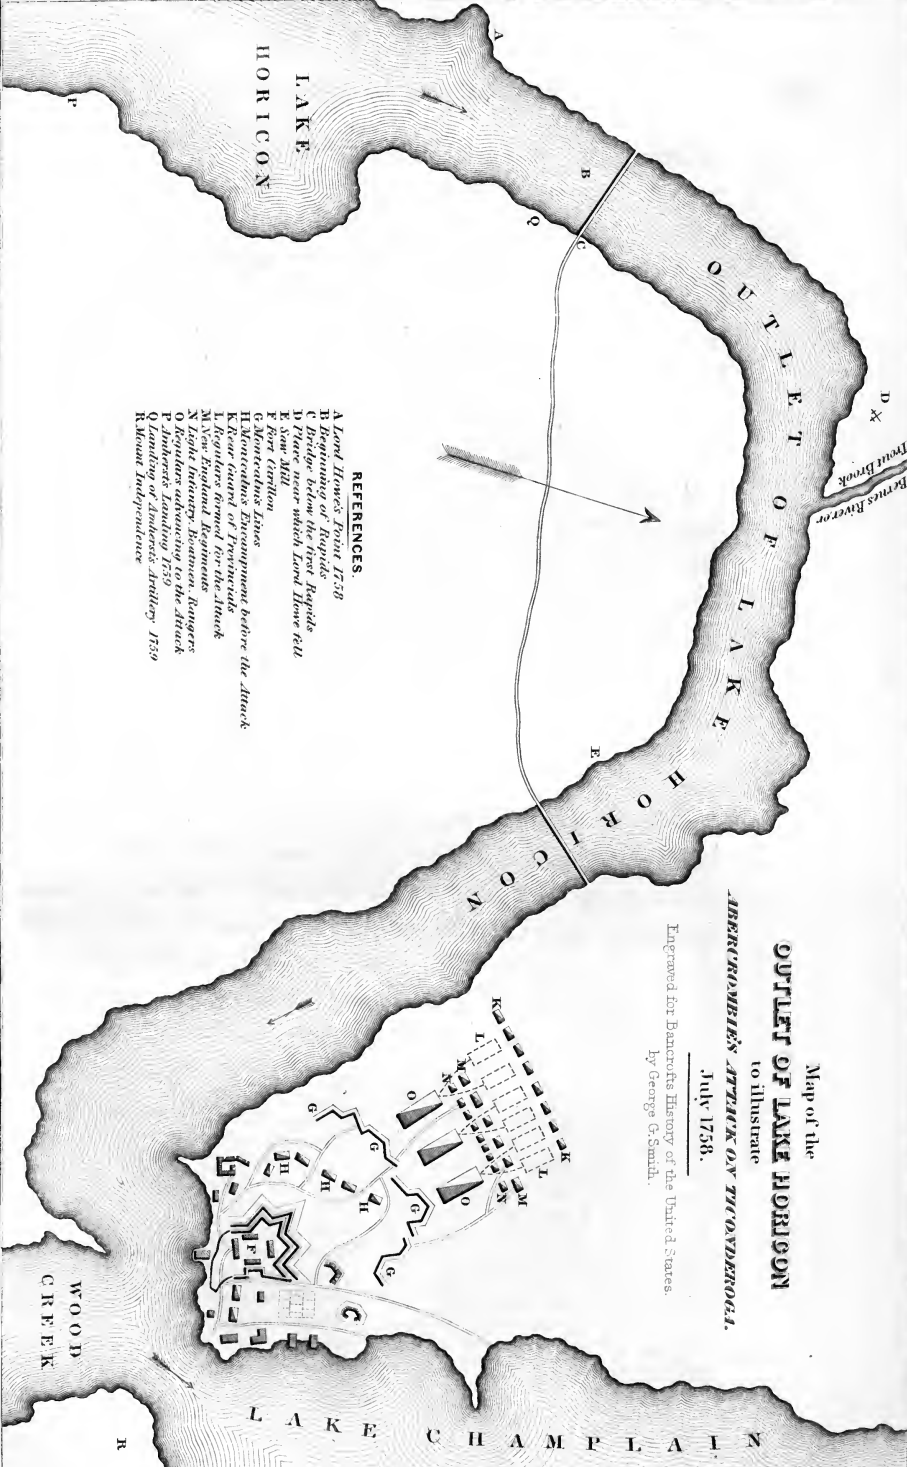 Map of the
OUTLET OF LAKE HORICON
to illustrate
ABERCROMBIE'S ATTACK ON TICONDEROGA.
July 1758.
Engraved for Bancrofts History of the United States.
by George G. Smith.
REFERENCES.
A Lord Howe's Point 1758
B Beginning of Rapids
C Bridge below the first Rapids
D Place near which Lord Howe fell
E Saw Mill
F Fort Carillon
G Montcalm's Lines
H Montcalm's Encampment before the Attack
K Rear Guard of Provincials
L Regulars formed for the Attack
M New England Regiments
N Light Infantry, Boatmen, Rangers
O Regulars advancing to the Attack
P Amherst's Landing 1759
Q Landing of Amherst's Artillery 1759
R Mount Independence
LAKE
HORICON
OUTLET OF LAKE HORICON
Bernes River or
Trout Brook
WOOD
CREEK
LAKE CHAMPLAIN
A
B
C
D
E
F
G
G
G
G
H
H
H
K
K
L
L
M
M
N
N
O
O
P
Q
R